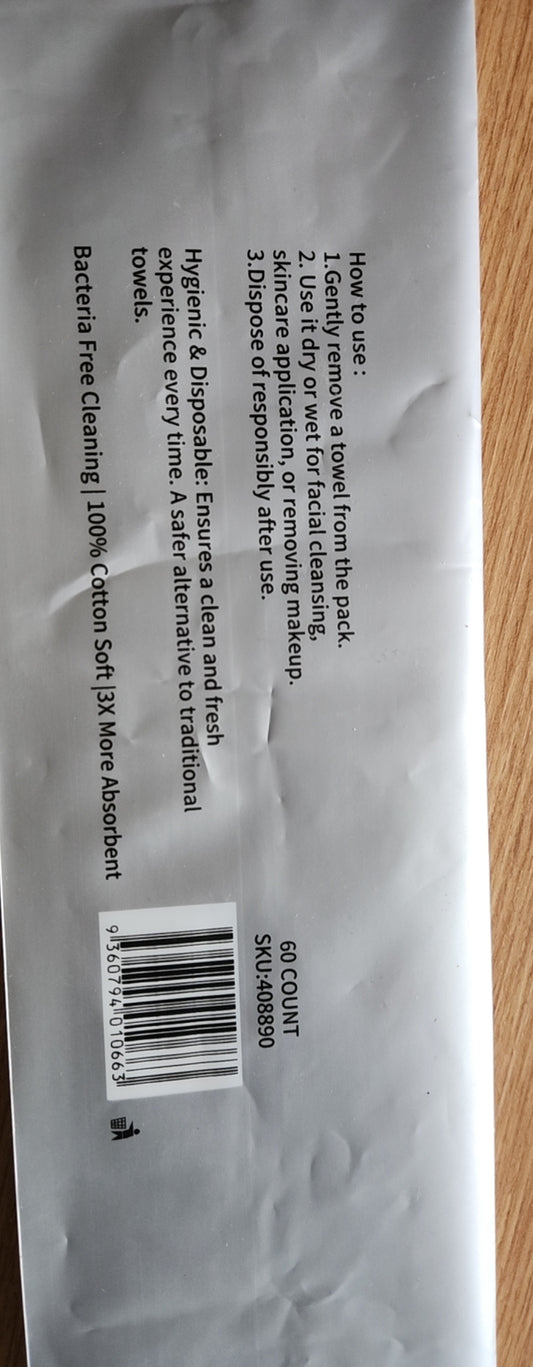 How to use :
1.Gently remove a towel from the pack.
2. Use it dry or wet for facial cleansing,
skincare application, or removing makeup.
3.Dispose of responsibly after use.
Hygienic & Disposable: Ensures a clean and fresh
experience every time. A safer alternative to traditional
towels.
Bacteria Free Cleaning | 100% Cotton Soft |3X More Absorbent
60 COUNT
SKU:408890
9 360794 010663